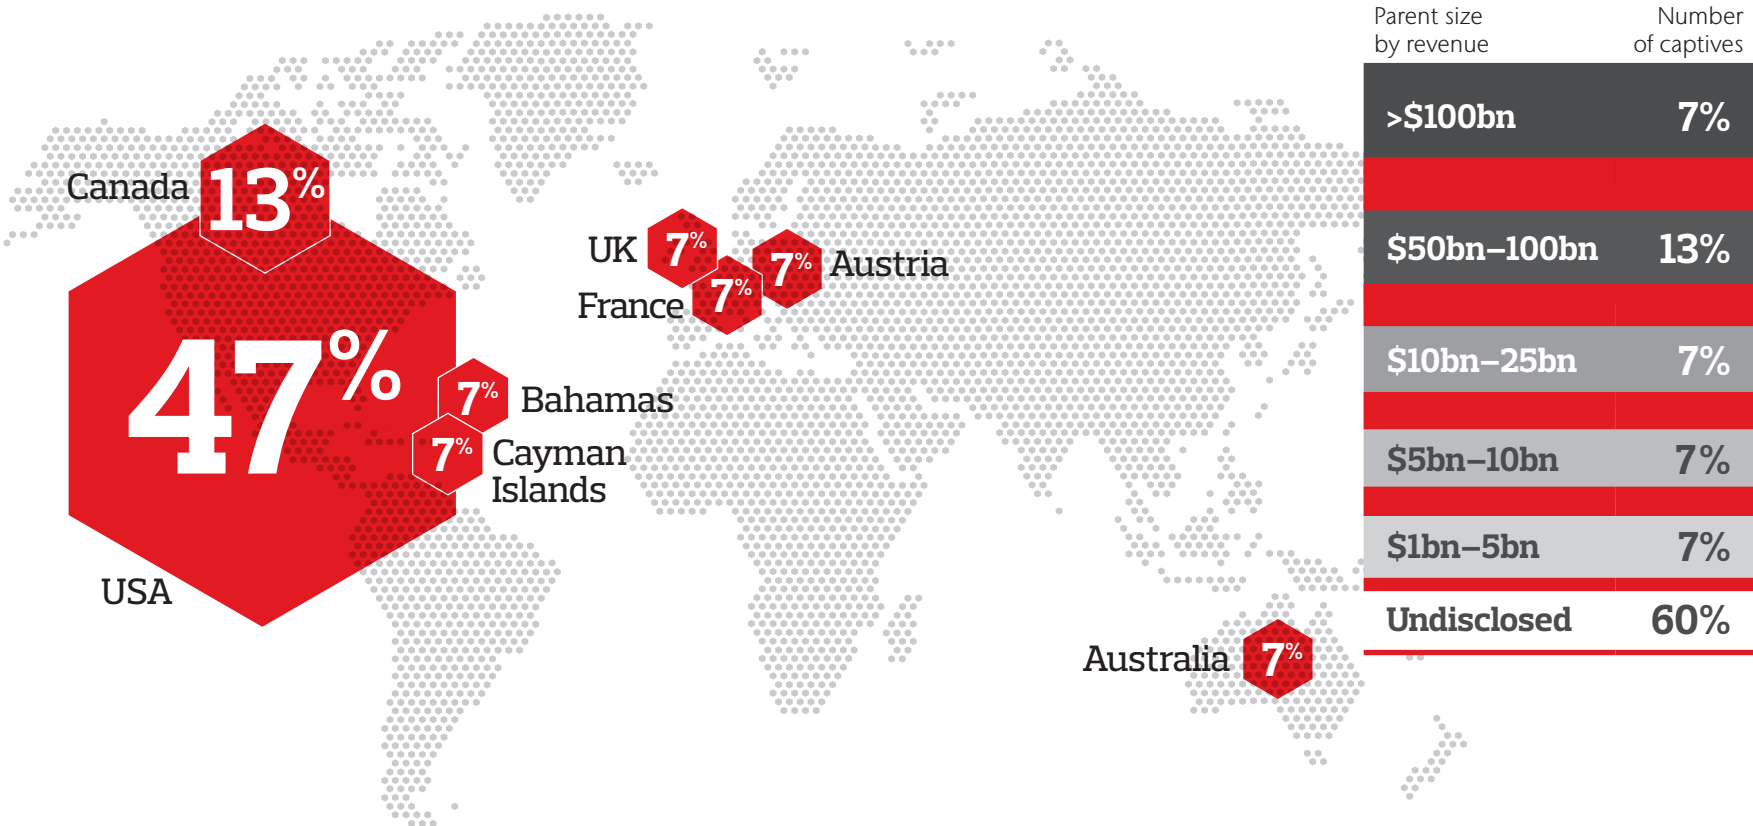 Canada
13%
47%
USA
7%
Bahamas
7%
Cayman
Islands
UK
7%
France
7%
7%
Austria
Australia
7%
Parent size
by revenue
Number
of captives
>$100bn 7%
$50bn–100bn 13%
$10bn–25bn 7%
$5bn–10bn 7%
$1bn–5bn 7%
Undisclosed 60%